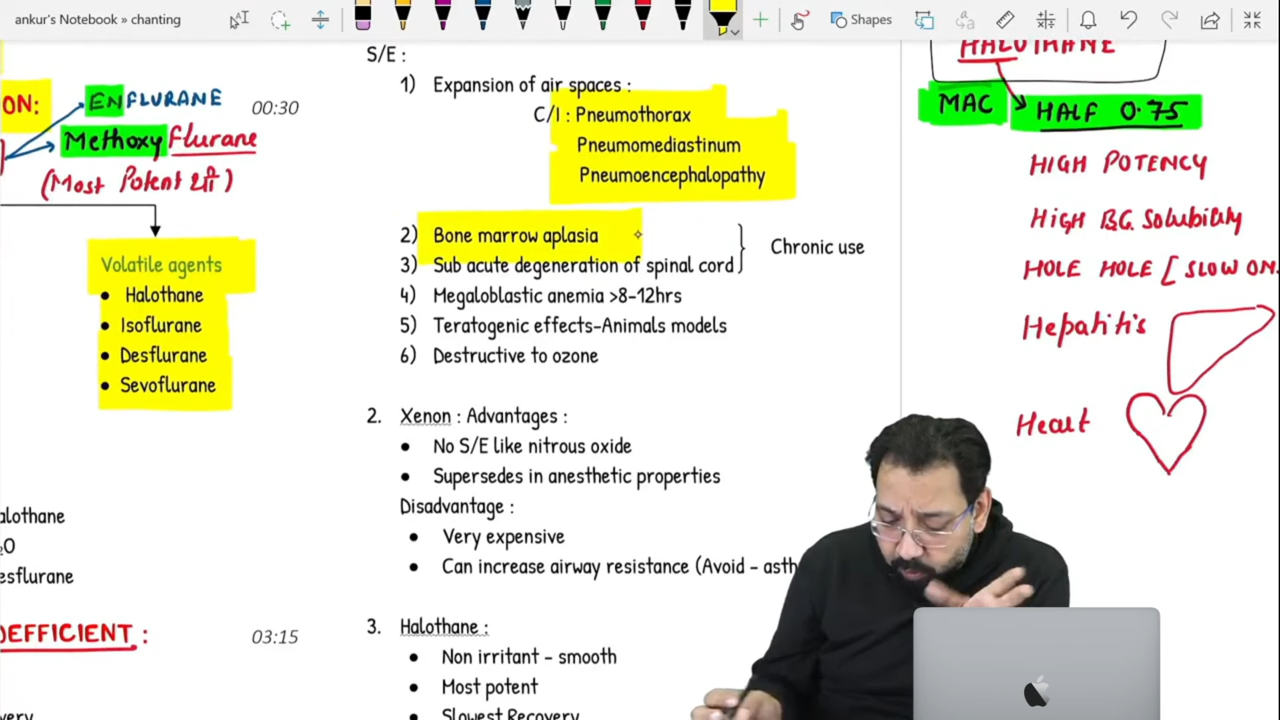 ankur's Notebook » chanting
Shapes
ON:
ENFLURANE
Methoxy Flurane
(Most Potent
00:30
Volatile agents
• Halothane
• Isoflurane
• Desflurane
• Sevoflurane
alothane
₂O
esflurane
OEFFICIENT :
03:15
very
S/E :
1) Expansion of air spaces :
C/I : Pneumothorax
Pneumomediastinum
Pneumoencephalopathy
2) Bone marrow aplasia
3) Sub acute degeneration of spinal cord
Chronic use
4) Megaloblastic anemia >8-12hrs
5) Teratogenic effects-Animals models
6) Destructive to ozone
2. Xenon : Advantages :
• No S/E like nitrous oxide
• Supersedes in anesthetic properties
Disadvantage :
• Very expensive
• Can increase airway resistance (Avoid - asth
3. Halothane :
• Non irritant - smooth
• Most potent
• Slowest Recovery
HALOTHANE
MAC
HALF 0.75
HIGH POTENCY
HIGH B.G. Solubility
HOLE HOLE [ SLOW ON.
Hepatitis
Heart